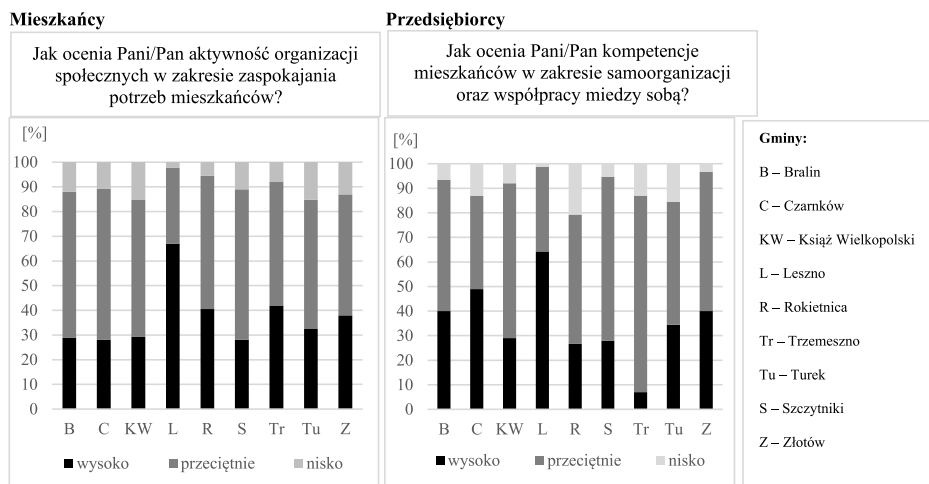 Mieszkańcy
Jak ocenia Pani/Pan aktywność organizacji
społecznych w zakresie zaspokajania
potrzeb mieszkańców?
[%]
100
90
80
70
60
50
40
30
20
10
0
B C KW L R S Tr Tu Z
wysoko przeciętnie nisko
Przedsiębiorcy
Jak ocenia Pani/Pan kompetencje
mieszkańców w zakresie samoorganizacji
oraz współpracy miedzy sobą?
[%]
100
90
80
70
60
50
40
30
20
10
0
B C KW L R S Tr Tu Z
wysoko przeciętnie nisko
Gminy:
B – Bralin
C – Czarnków
KW – Książ Wielkopolski
L – Leszno
R – Rokietnica
Tr – Trzemeszno
Tu – Turek
S – Szczytniki
Z – Złotów